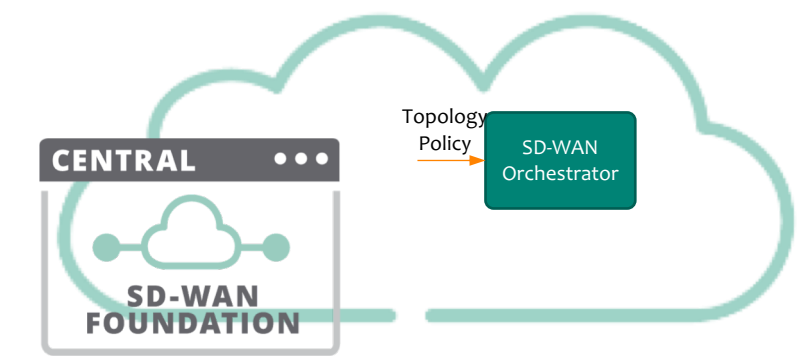 Topology
Policy
SD-WAN
Orchestrator
CENTRAL
SD-WAN
FOUNDATION